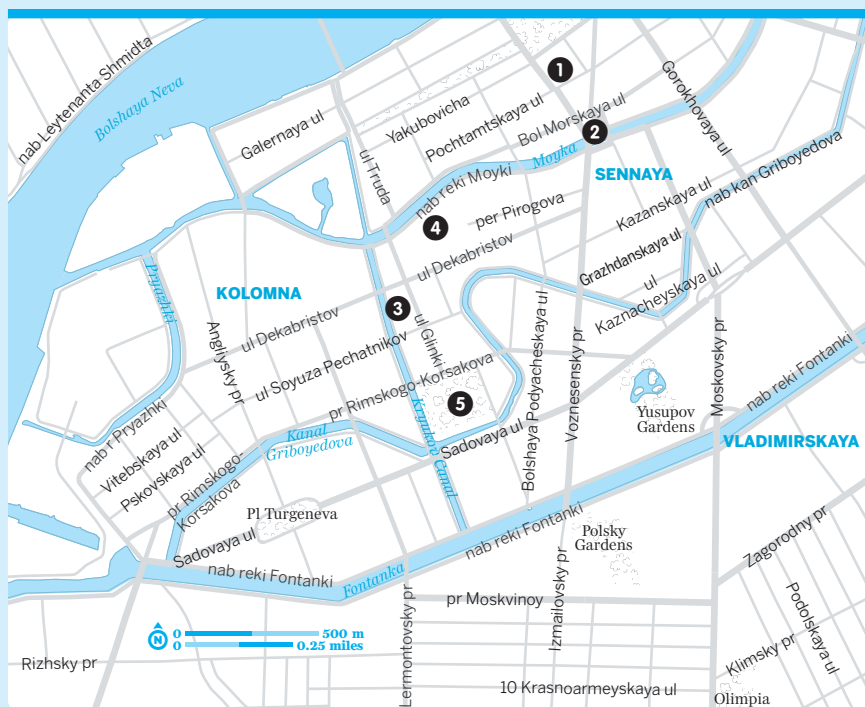 nab Leytenanta Shmidta
Bolshaya Neva
Galernaya ul
Yakubovicha
Pochtamtskaya ul
1
Bol Morskaya ul
2
Gorokhovaya ul
ul Truda
nab reki Moyki
Moyka
SENNAYA
nab kan Griboyedova
4
per Pirogova
Kazanskaya ul
ul Dekabristov
Grazhdanskaya ul
ul
Kaznacheyskaya ul
Pryazhki
KOLOMNA
3
ul Glinki
ul Dekabristov
Angliysky pr
ul Soyuza Pechatnikov
pr Rimskogo-Korsakova
5
Bolshaya Podyacheskaya ul
Voznesensky pr
Moskovsky pr
Yusupov
Gardens
nab reki Fontanki
VLADIMIRSKAYA
nab r Pryazhki
Vitebskaya ul
Pskovskaya ul
pr Rimskogo-
Korsakova
Kanal
Griboyedova
Kryukov Canal
Sadovaya ul
Pl Turgeneva
Sadovaya ul
nab reki Fontanki
Fontanka
nab reki Fontanki
Polsky
Gardens
Zagorodny pr
Izmailovsky pr
Lermontovsky pr
pr Moskvinoy
Podolskaya ul
Klimsky pr
N
0 500 m
0 0.25 miles
Rizhsky pr
10 Krasnoarmeyskaya ul
Olimpia